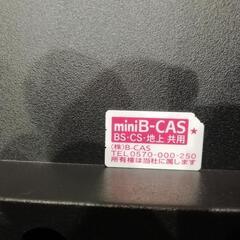 miniB-CAS
BS・CS・地上 共用
(株)B-CAS
TEL 0570-000-250
所有権は当社に属します